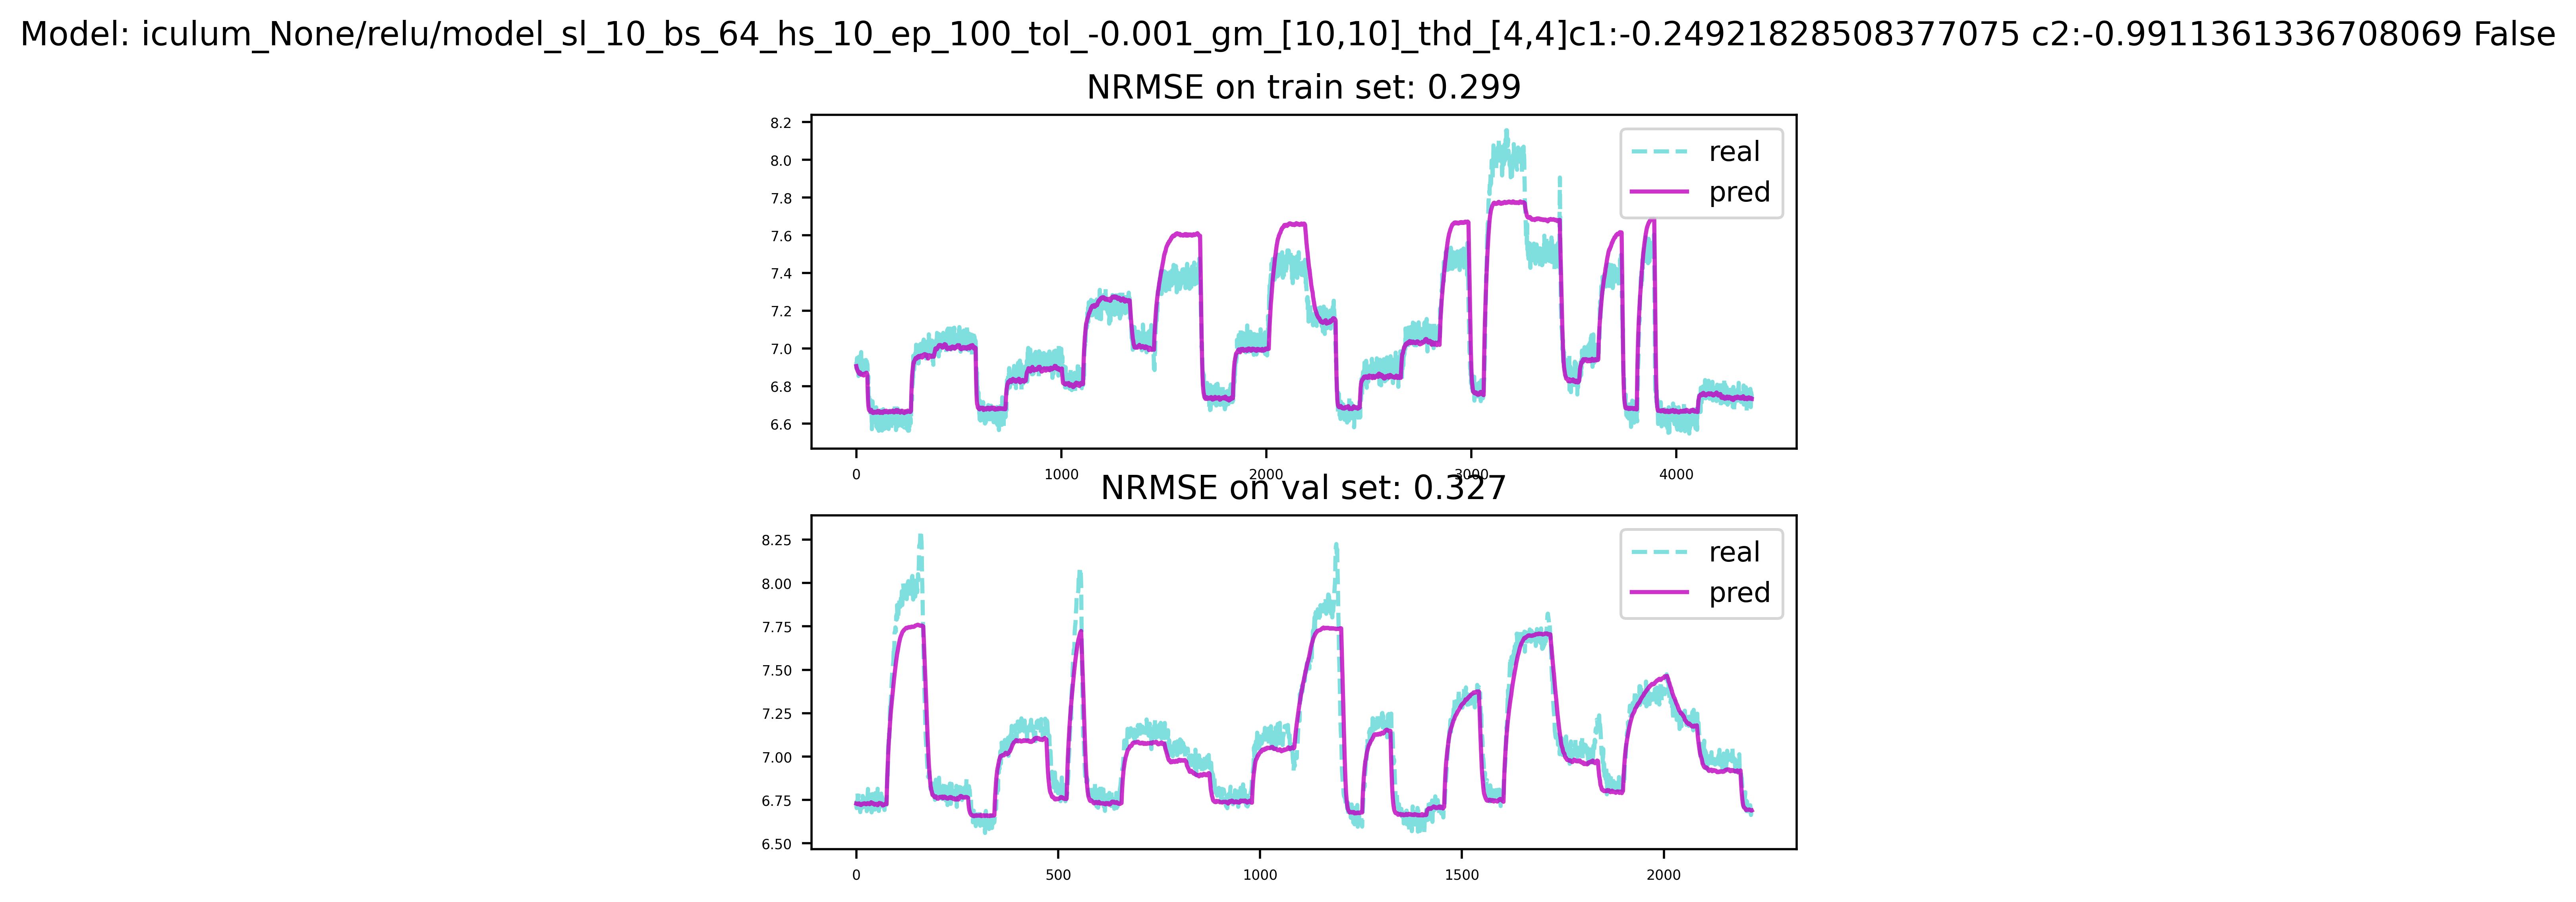 Model: iculum_None/relu/model_sl_10_bs_64_hs_10_ep_100_tol_-0.001_gm_[10,10]_thd_[4,4]c1:-0.24921828508377075 c2:-0.9911361336708069 False
NRMSE on train set: 0.299
8.2
8.0
7.8
7.6
7.4
7.2
7.0
6.8
6.6
real
pred
0 1000 2000 3000 4000
NRMSE on val set: 0.327
8.25
8.00
7.75
7.50
7.25
7.00
6.75
6.50
real
pred
0 500 1000 1500 2000